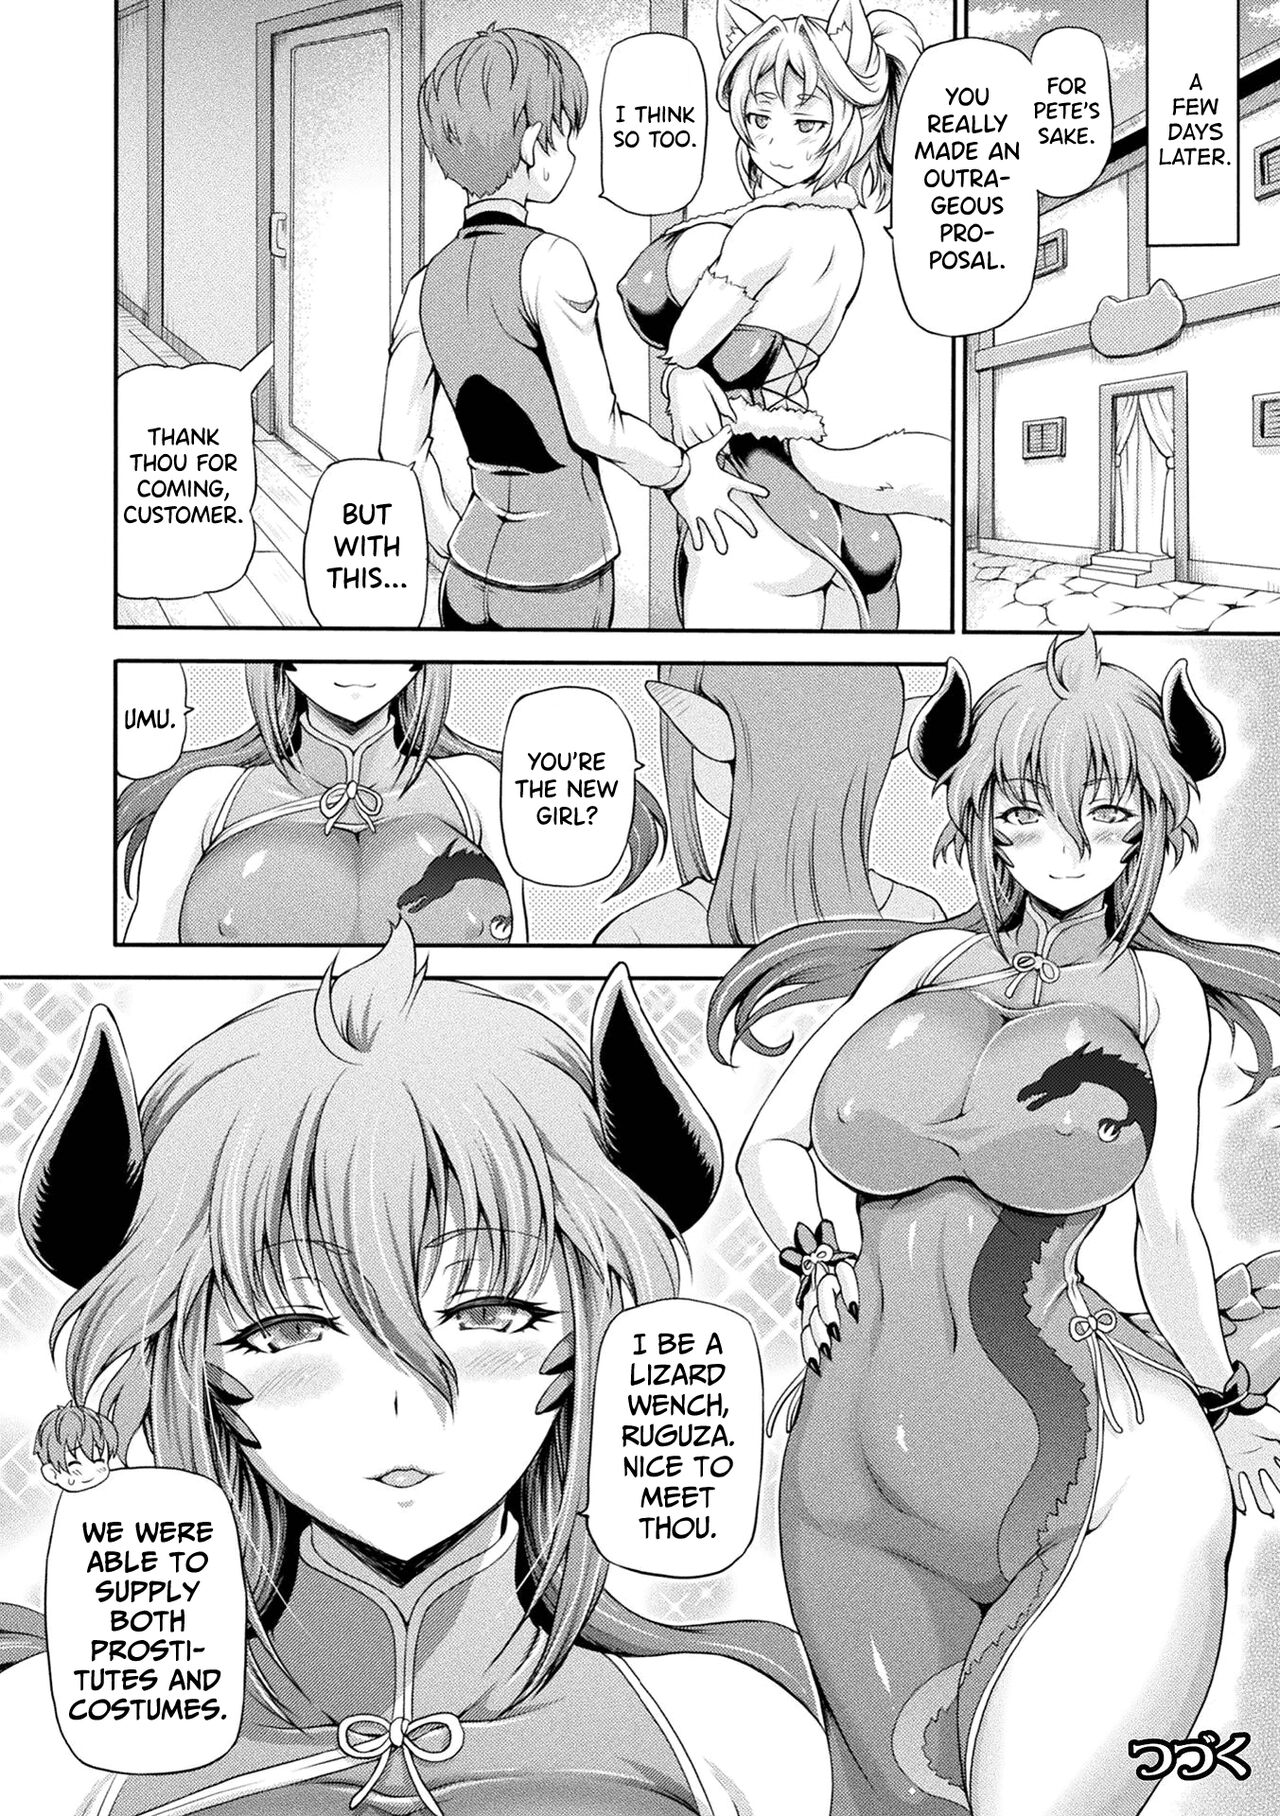 A
FEW
DAYS
LATER.
FOR
PETE'S
SAKE.
YOU
REALLY
MADE AN
OUTRA-
GEOUS
PRO-
POSAL.
I THINK
SO TOO.
BUT
WITH
THIS...
THANK
THOU FOR
COMING,
CUSTOMER.
YOU'RE
THE NEW
GIRL?
UMU.
I BE A
LIZARD
WENCH,
RUGUZA.
NICE TO
MEET
THOU.
WE WERE
ABLE TO
SUPPLY
BOTH
PROSTI-
TUTES AND
COSTUMES.
つづく